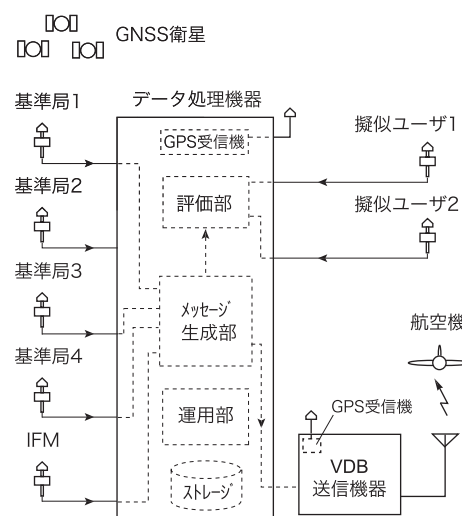 GNSS衛星
基準局1
データ処理機器
GPS受信機
擬似ユーザ1
基準局2
評価部
擬似ユーザ2
基準局3
メッセージ
生成部
航空機
基準局4
運用部
GPS受信機
IFM
VDB
送信機器
ストレージ